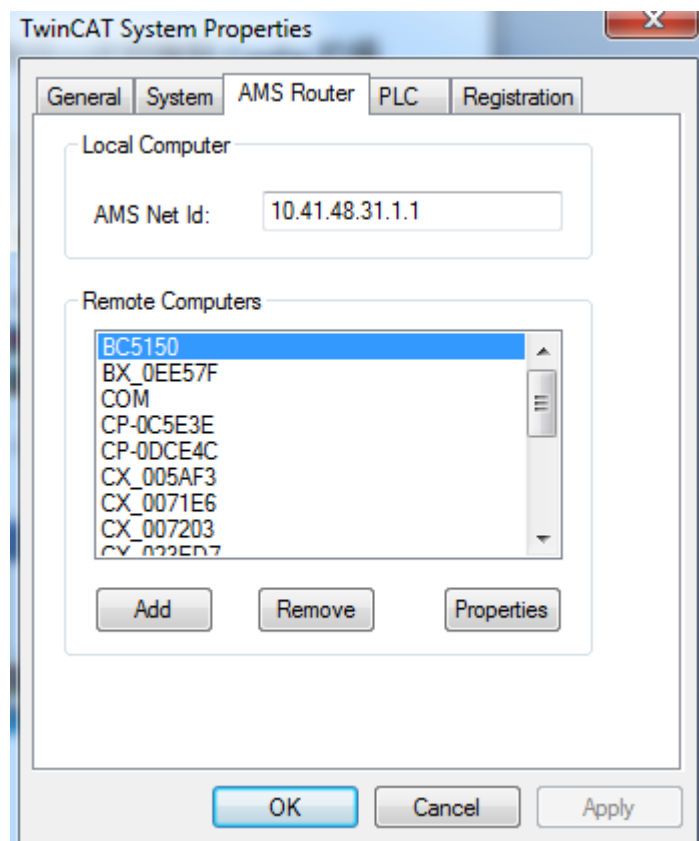 TwinCAT System Properties
General System AMS Router PLC Registration
Local Computer
AMS Net Id: 10.41.48.31.1.1
Remote Computers
BC5150
BX_0EE57F
COM
CP-0C5E3E
CP-0DCE4C
CX_005AF3
CX_0071E6
CX_007203
CX_023ED7
Add Remove Properties
OK Cancel Apply